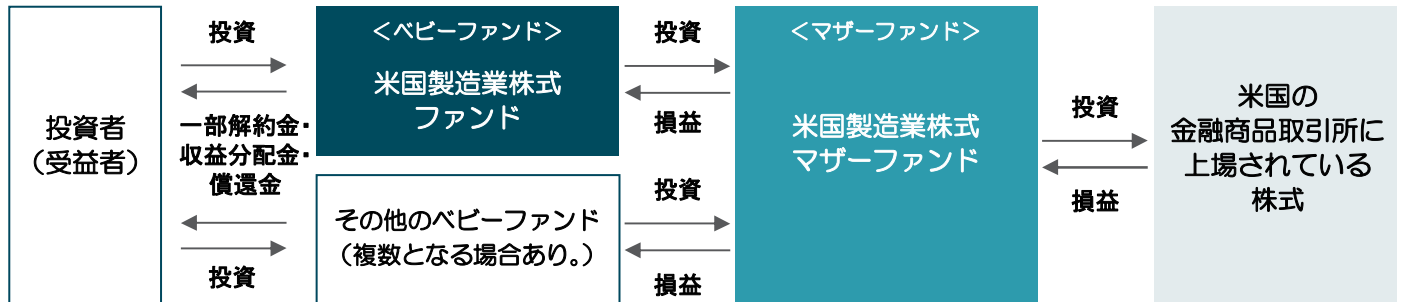 投資者
（受益者）
投資
一部解約金・
収益分配金・
償還金
投資
＜ベビーファンド＞
米国製造業株式
ファンド
その他のベビーファンド
（複数となる場合あり。）
投資
損益
投資
損益
＜マザーファンド＞
米国製造業株式
マザーファンド
投資
損益
米国の
金融商品取引所に
上場されている
株式